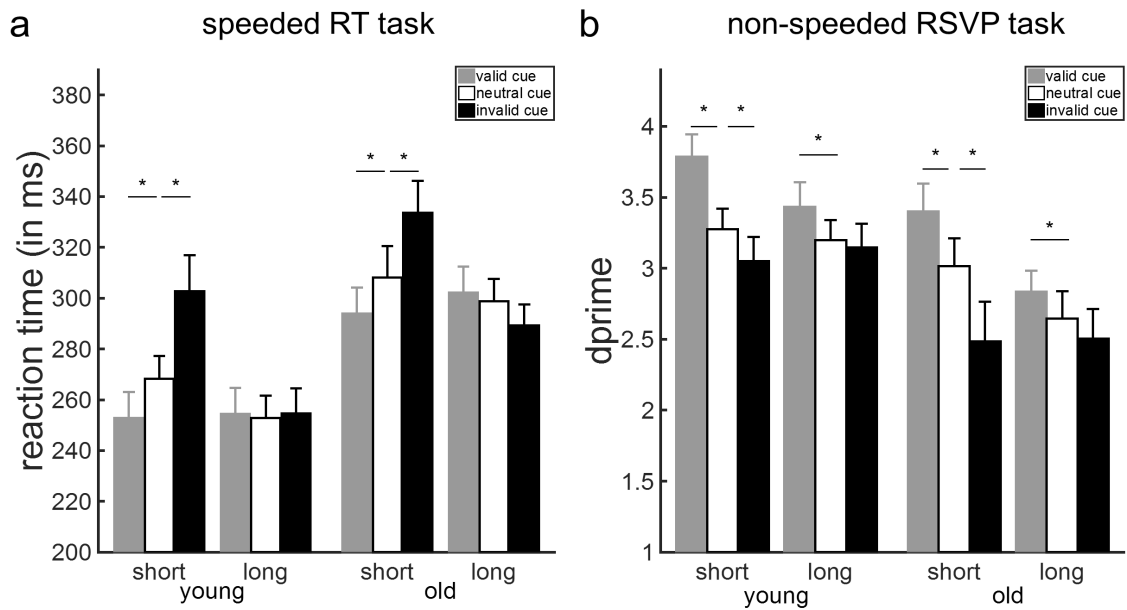 a
speeded RT task
valid cue
neutral cue
invalid cue
reaction time (in ms)
380
360
340
320
300
280
260
240
220
200
* *
* *
short
long
short
long
young
old
b
non-speeded RSVP task
valid cue
neutral cue
invalid cue
dprime
4
3.5
3
2.5
2
1.5
1
* *
*
* *
*
short
long
short
long
young
old